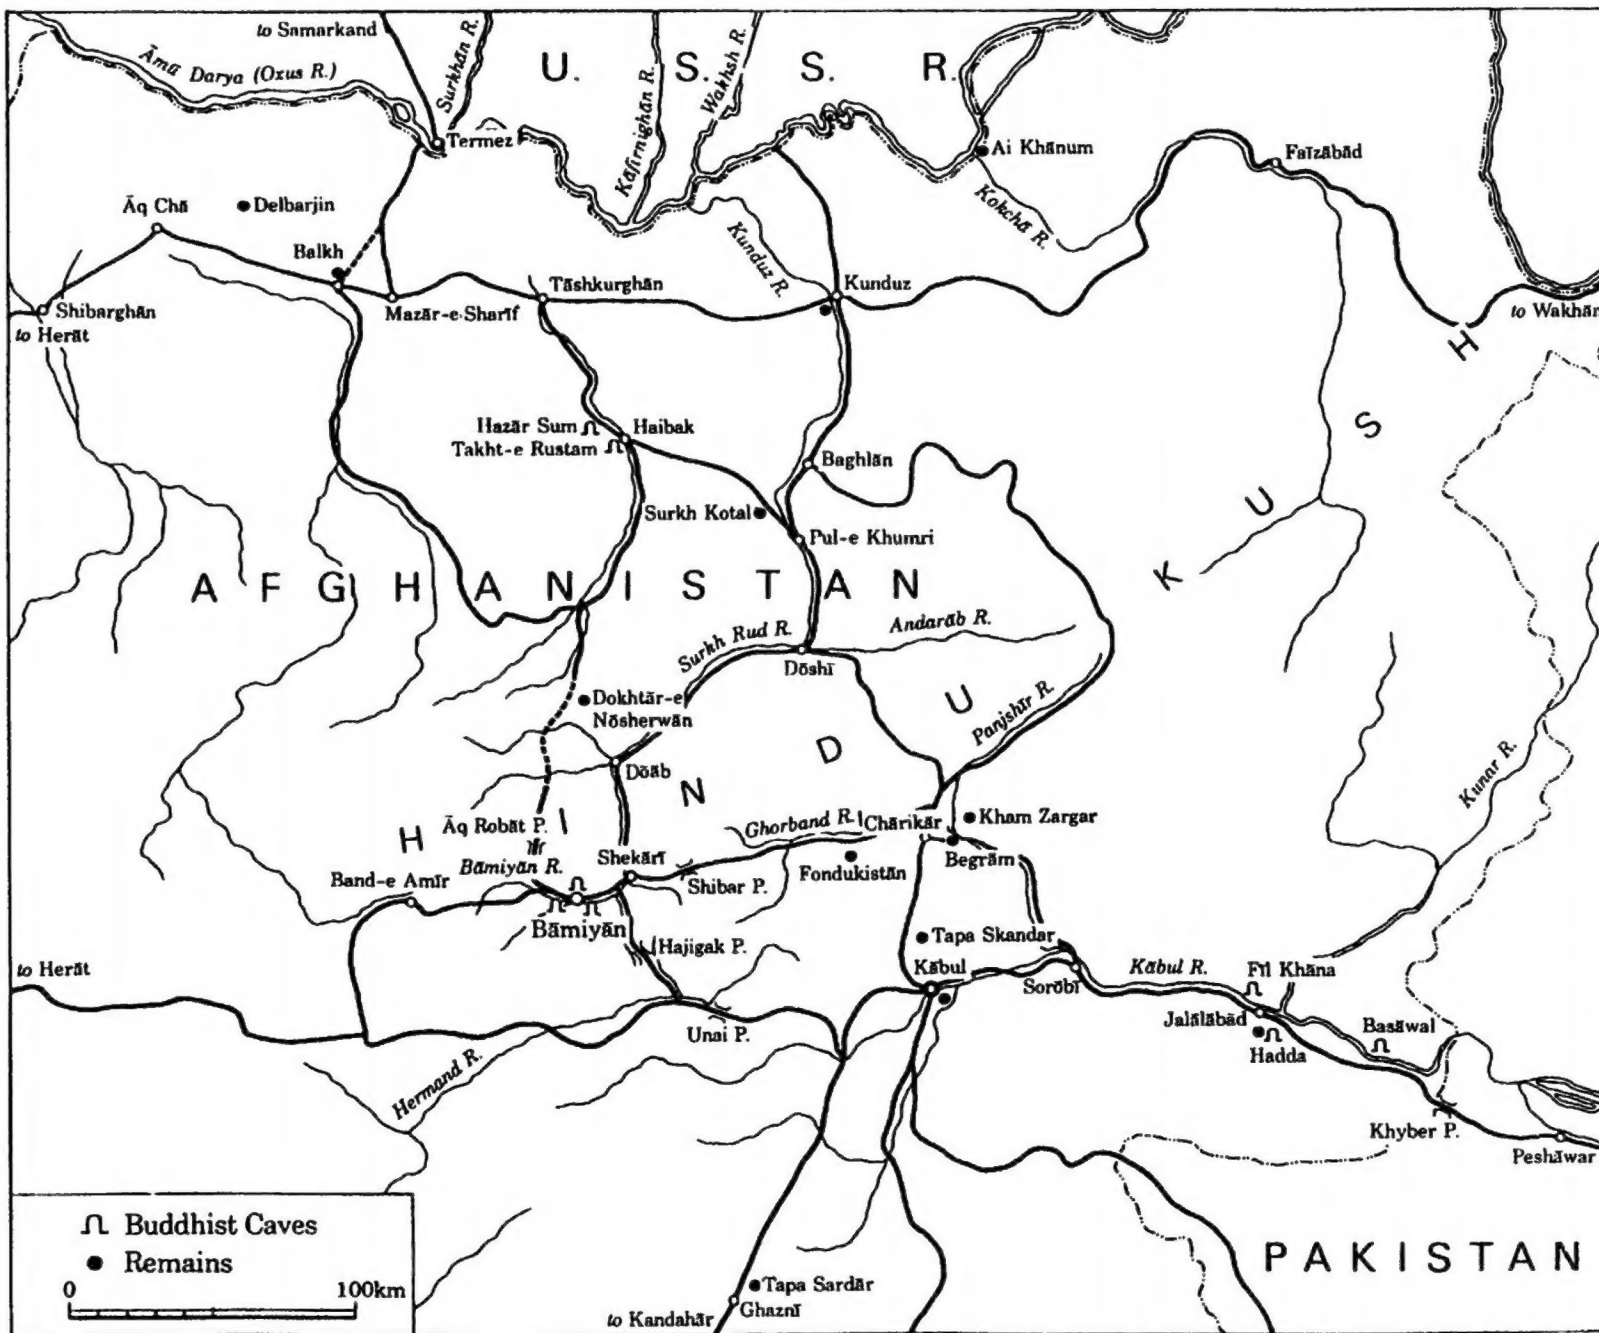 to Samarkand
Surkhān R.
U. S. S. R.
Āmū Darya (Oxus R.)
Kāfirnighān R.
Wakhsh R.
Termez
Ai Khānum
Faīzābād
Āq Chā
Delbarjin
Kokchā R.
Balkh
Kunduz R.
Tāshkurghān
Kunduz
Shibarghān
Mazār-e-Sharīf
to Wakhān
to Herāt
Hazār Sum
Haibak
Takht-e Rustam
Baghlān
Surkh Kotal
Pul-e Khumri
AFGHANISTAN
HINDU KUSH
Surkh Rud R.
Andarāb R.
Dōshī
Dokhtār-e
Nōsherwān
Panjshīr R.
Kunar R.
Dōāb
Āq Robāt P.
Ghorband R.
Chārikār
Kham Zargar
Bāmiyān R.
Shekārī
Begrām
Band-e Amīr
Shibar P.
Fondukistān
Bāmiyān
Hajigak P.
Tapa Skandar
to Herāt
Kābul
Sorōbī
Kābul R.
Fīl Khāna
Unai P.
Jalālābād
Basāwal
Hadda
Hermand R.
Khyber P.
Peshāwar
Buddhist Caves
Remains
0 100km
PAKISTAN
Tapa Sardār
Ghaznī
to Kandahār